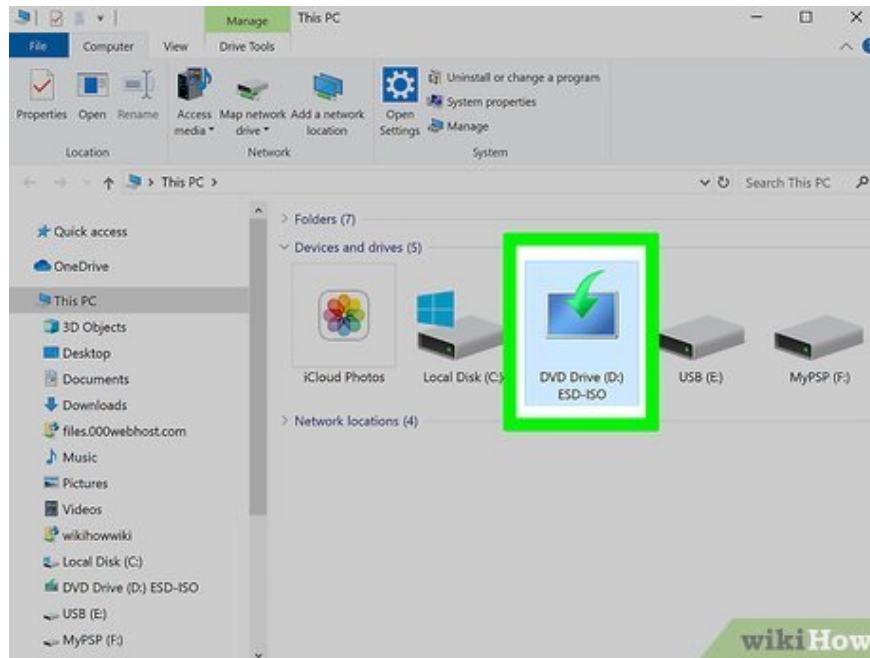 Manage This PC
File Computer View Drive Tools
Properties Open Rename Access media Map network drive Add a network location Open Settings Uninstall or change a program
System properties
Manage
Location Network System
This PC Search This PC
Quick access
OneDrive
This PC
3D Objects
Desktop
Documents
Downloads
files.000webhost.com
Music
Pictures
Videos
wikihowwiki
Local Disk (C:)
DVD Drive (D:) ESD-ISO
USB (E:)
MyPSP (F:)
Folders (7)
Devices and drives (5)
iCloud Photos Local Disk (C:) DVD Drive (D:) ESD-ISO USB (E:) MyPSP (F:)
Network locations (4)
wikiHow